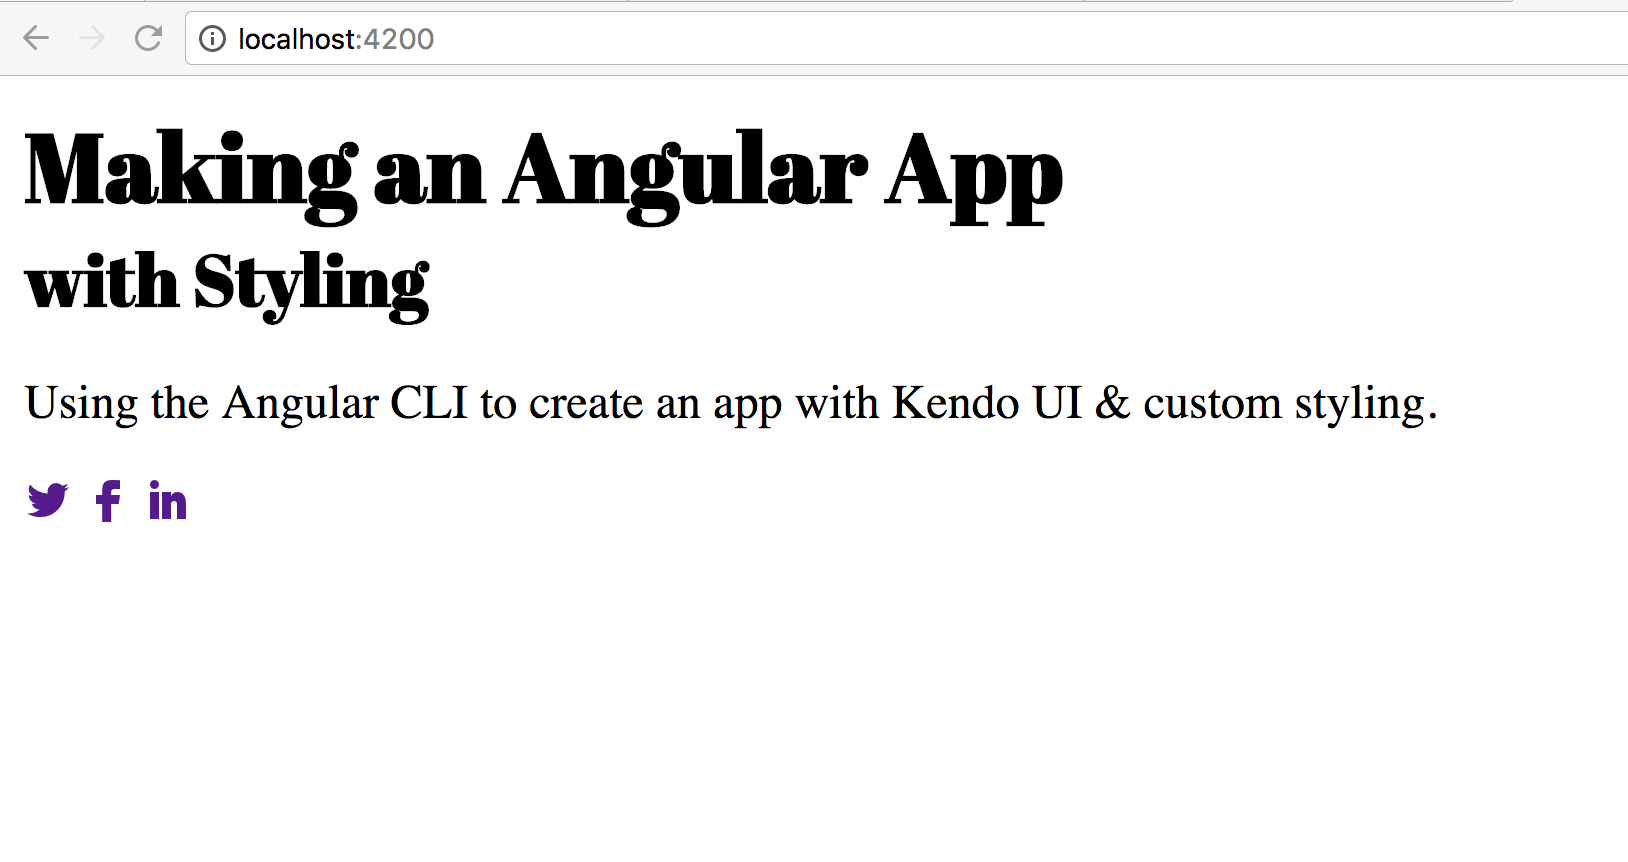 localhost:4200
Making an Angular App
with Styling
Using the Angular CLI to create an app with Kendo UI & custom styling.